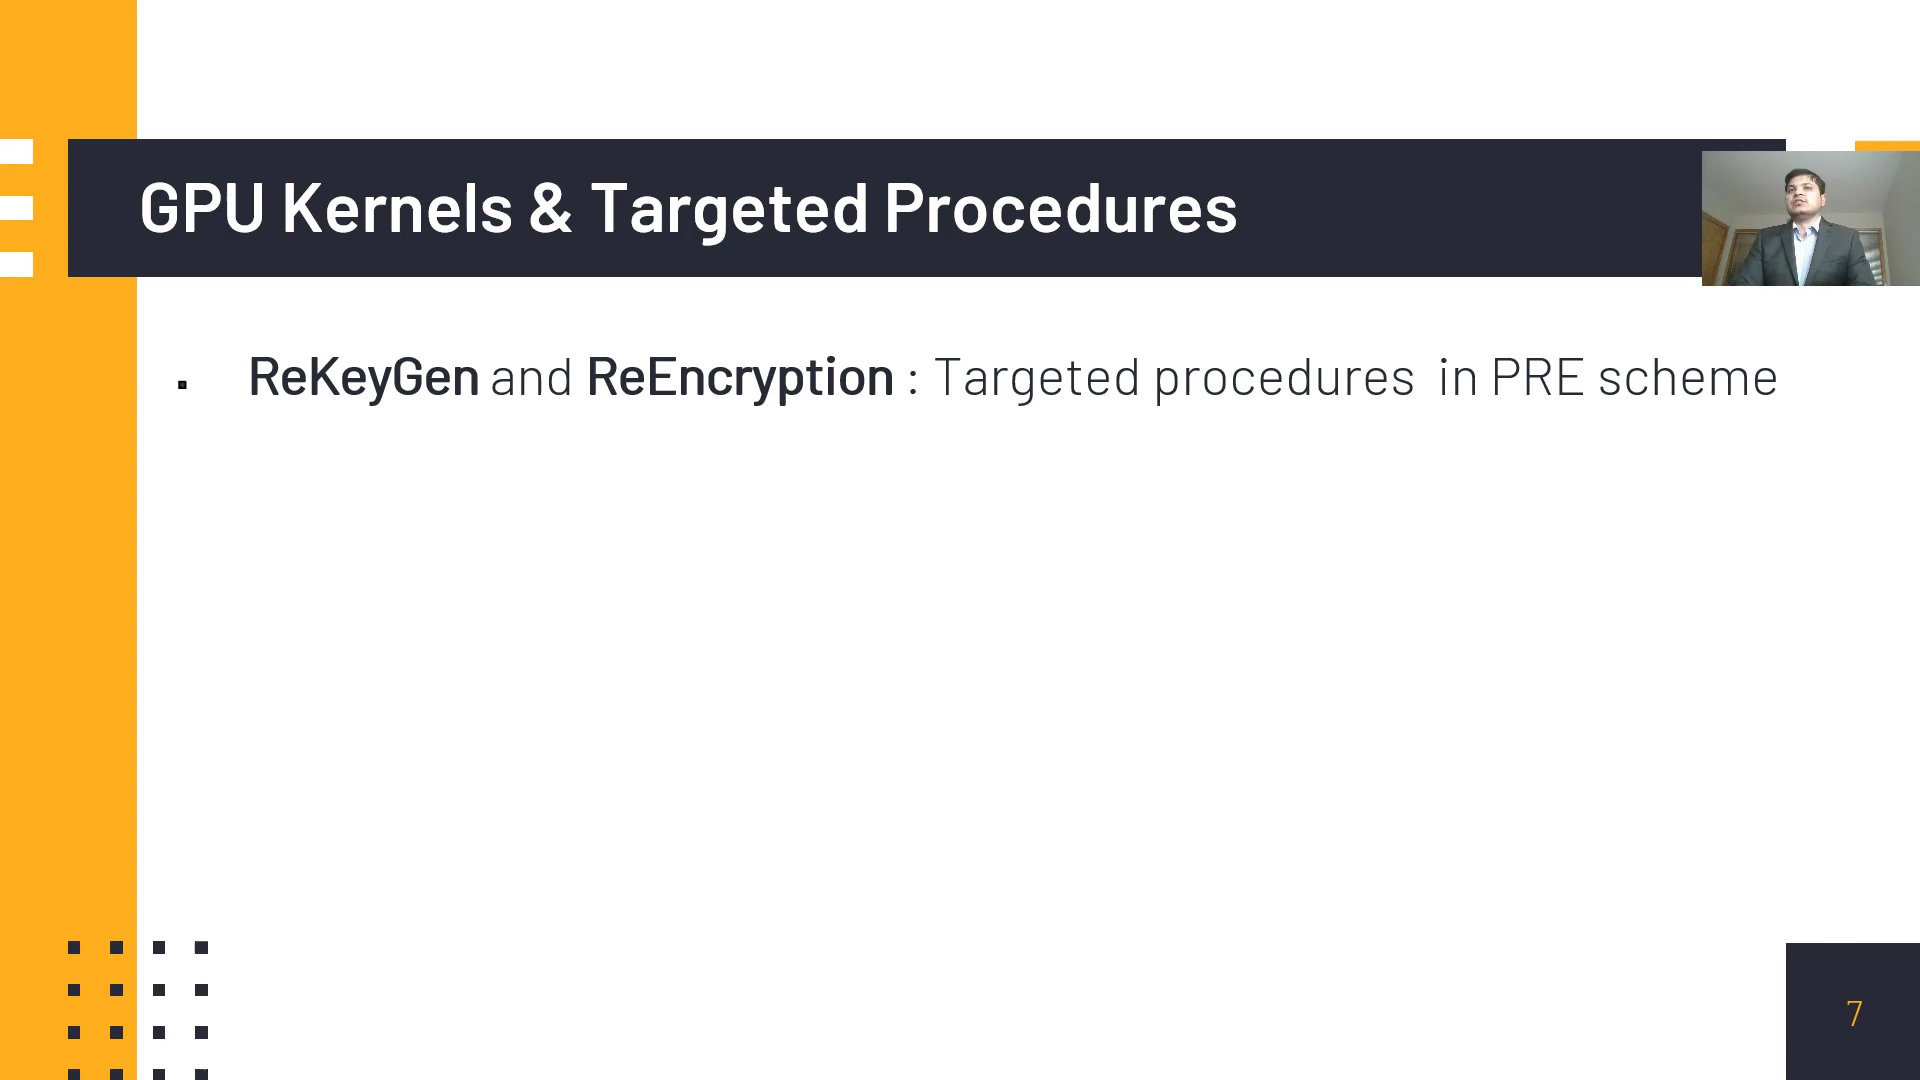 GPU Kernels & Targeted Procedures
▪ ReKeyGen and ReEncryption : Targeted procedures in PRE scheme
7